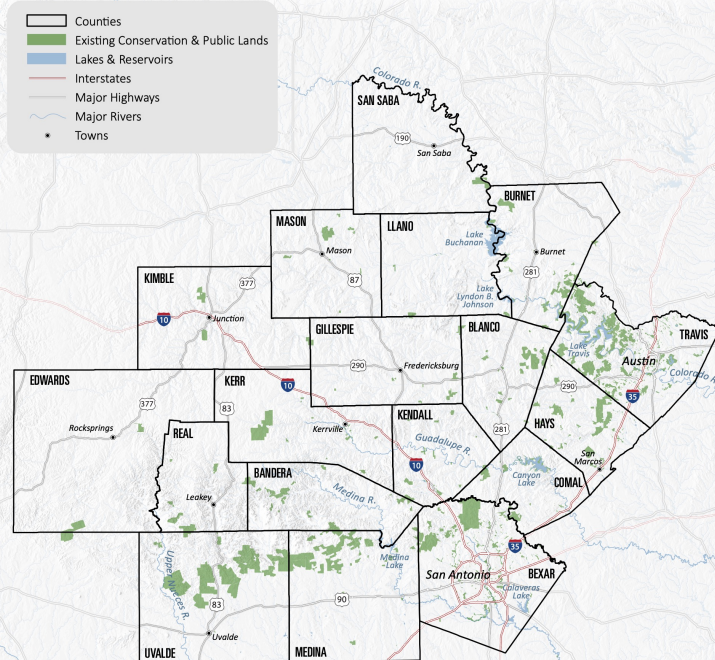 Counties
Existing Conservation & Public Lands
Lakes & Reservoirs
Interstates
Major Highways
Major Rivers
Towns
Colorado R.
SAN SABA
190
San Saba
BURNET
MASON
LLANO
Lake
Buchanan
Mason
Burnet
KIMBLE
377
87
281
Lake
Lyndon B.
Johnson
10
Junction
GILLESPIE
BLANCO
TRAVIS
Lake
Travis
Austin
290
Fredericksburg
Colorado R
EDWARDS
KERR
10
290
35
377
83
KENDALL
HAYS
Rocksprings
REAL
Kerrville
281
Guadalupe R.
San
Marcos
10
BANDERA
Canyon
Lake
COMAL
Leakey
Medina R.
35
Medina
Lake
San Antonio
BEXAR
Upper Nueces R.
Calaveras
Lake
83
90
Uvalde
UVALDE
MEDINA